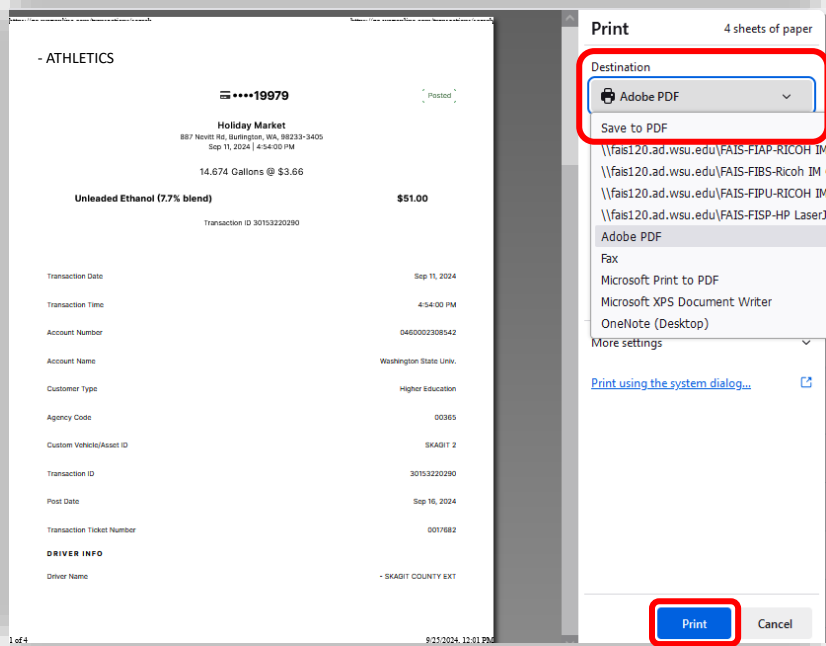 - ATHLETICS
••••19979
Posted
Holiday Market
887 Nevitt Rd, Burlington, WA, 98233-3405
Sep 11, 2024 | 4:54:00 PM
14.674 Gallons @ $3.66
Unleaded Ethanol (7.7% blend) $51.00
Transaction ID 30153220290
Transaction Date Sep 11, 2024
Transaction Time 4:54:00 PM
Account Number 0460002308542
Account Name Washington State Univ.
Customer Type Higher Education
Agency Code 00365
Custom Vehicle/Asset ID SKAGIT 2
Transaction ID 30153220290
Post Date Sep 16, 2024
Transaction Ticket Number 0017682
DRIVER INFO
Driver Name - SKAGIT COUNTY EXT
1 of 4 9/25/2024, 12:01 PM
Print 4 sheets of paper
Destination
Adobe PDF
Save to PDF
\\fais120.ad.wsu.edu\FAIS-FIAP-RICOH IM
\\fais120.ad.wsu.edu\FAIS-FIBS-Ricoh IM
\\fais120.ad.wsu.edu\FAIS-FIPU-RICOH IM
\\fais120.ad.wsu.edu\FAIS-FISP-HP LaserJ
Adobe PDF
Fax
Microsoft Print to PDF
Microsoft XPS Document Writer
OneNote (Desktop)
More settings
Print using the system dialog...
Print Cancel